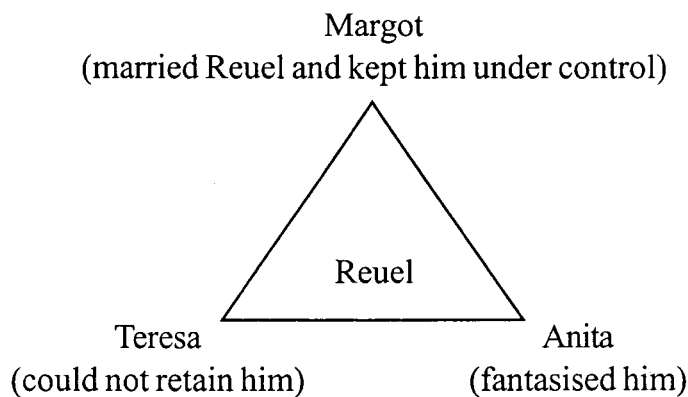 Margot
(married Reuel and kept him under control)
Reuel
Teresa
(could not retain him)
Anita
(fantasised him)